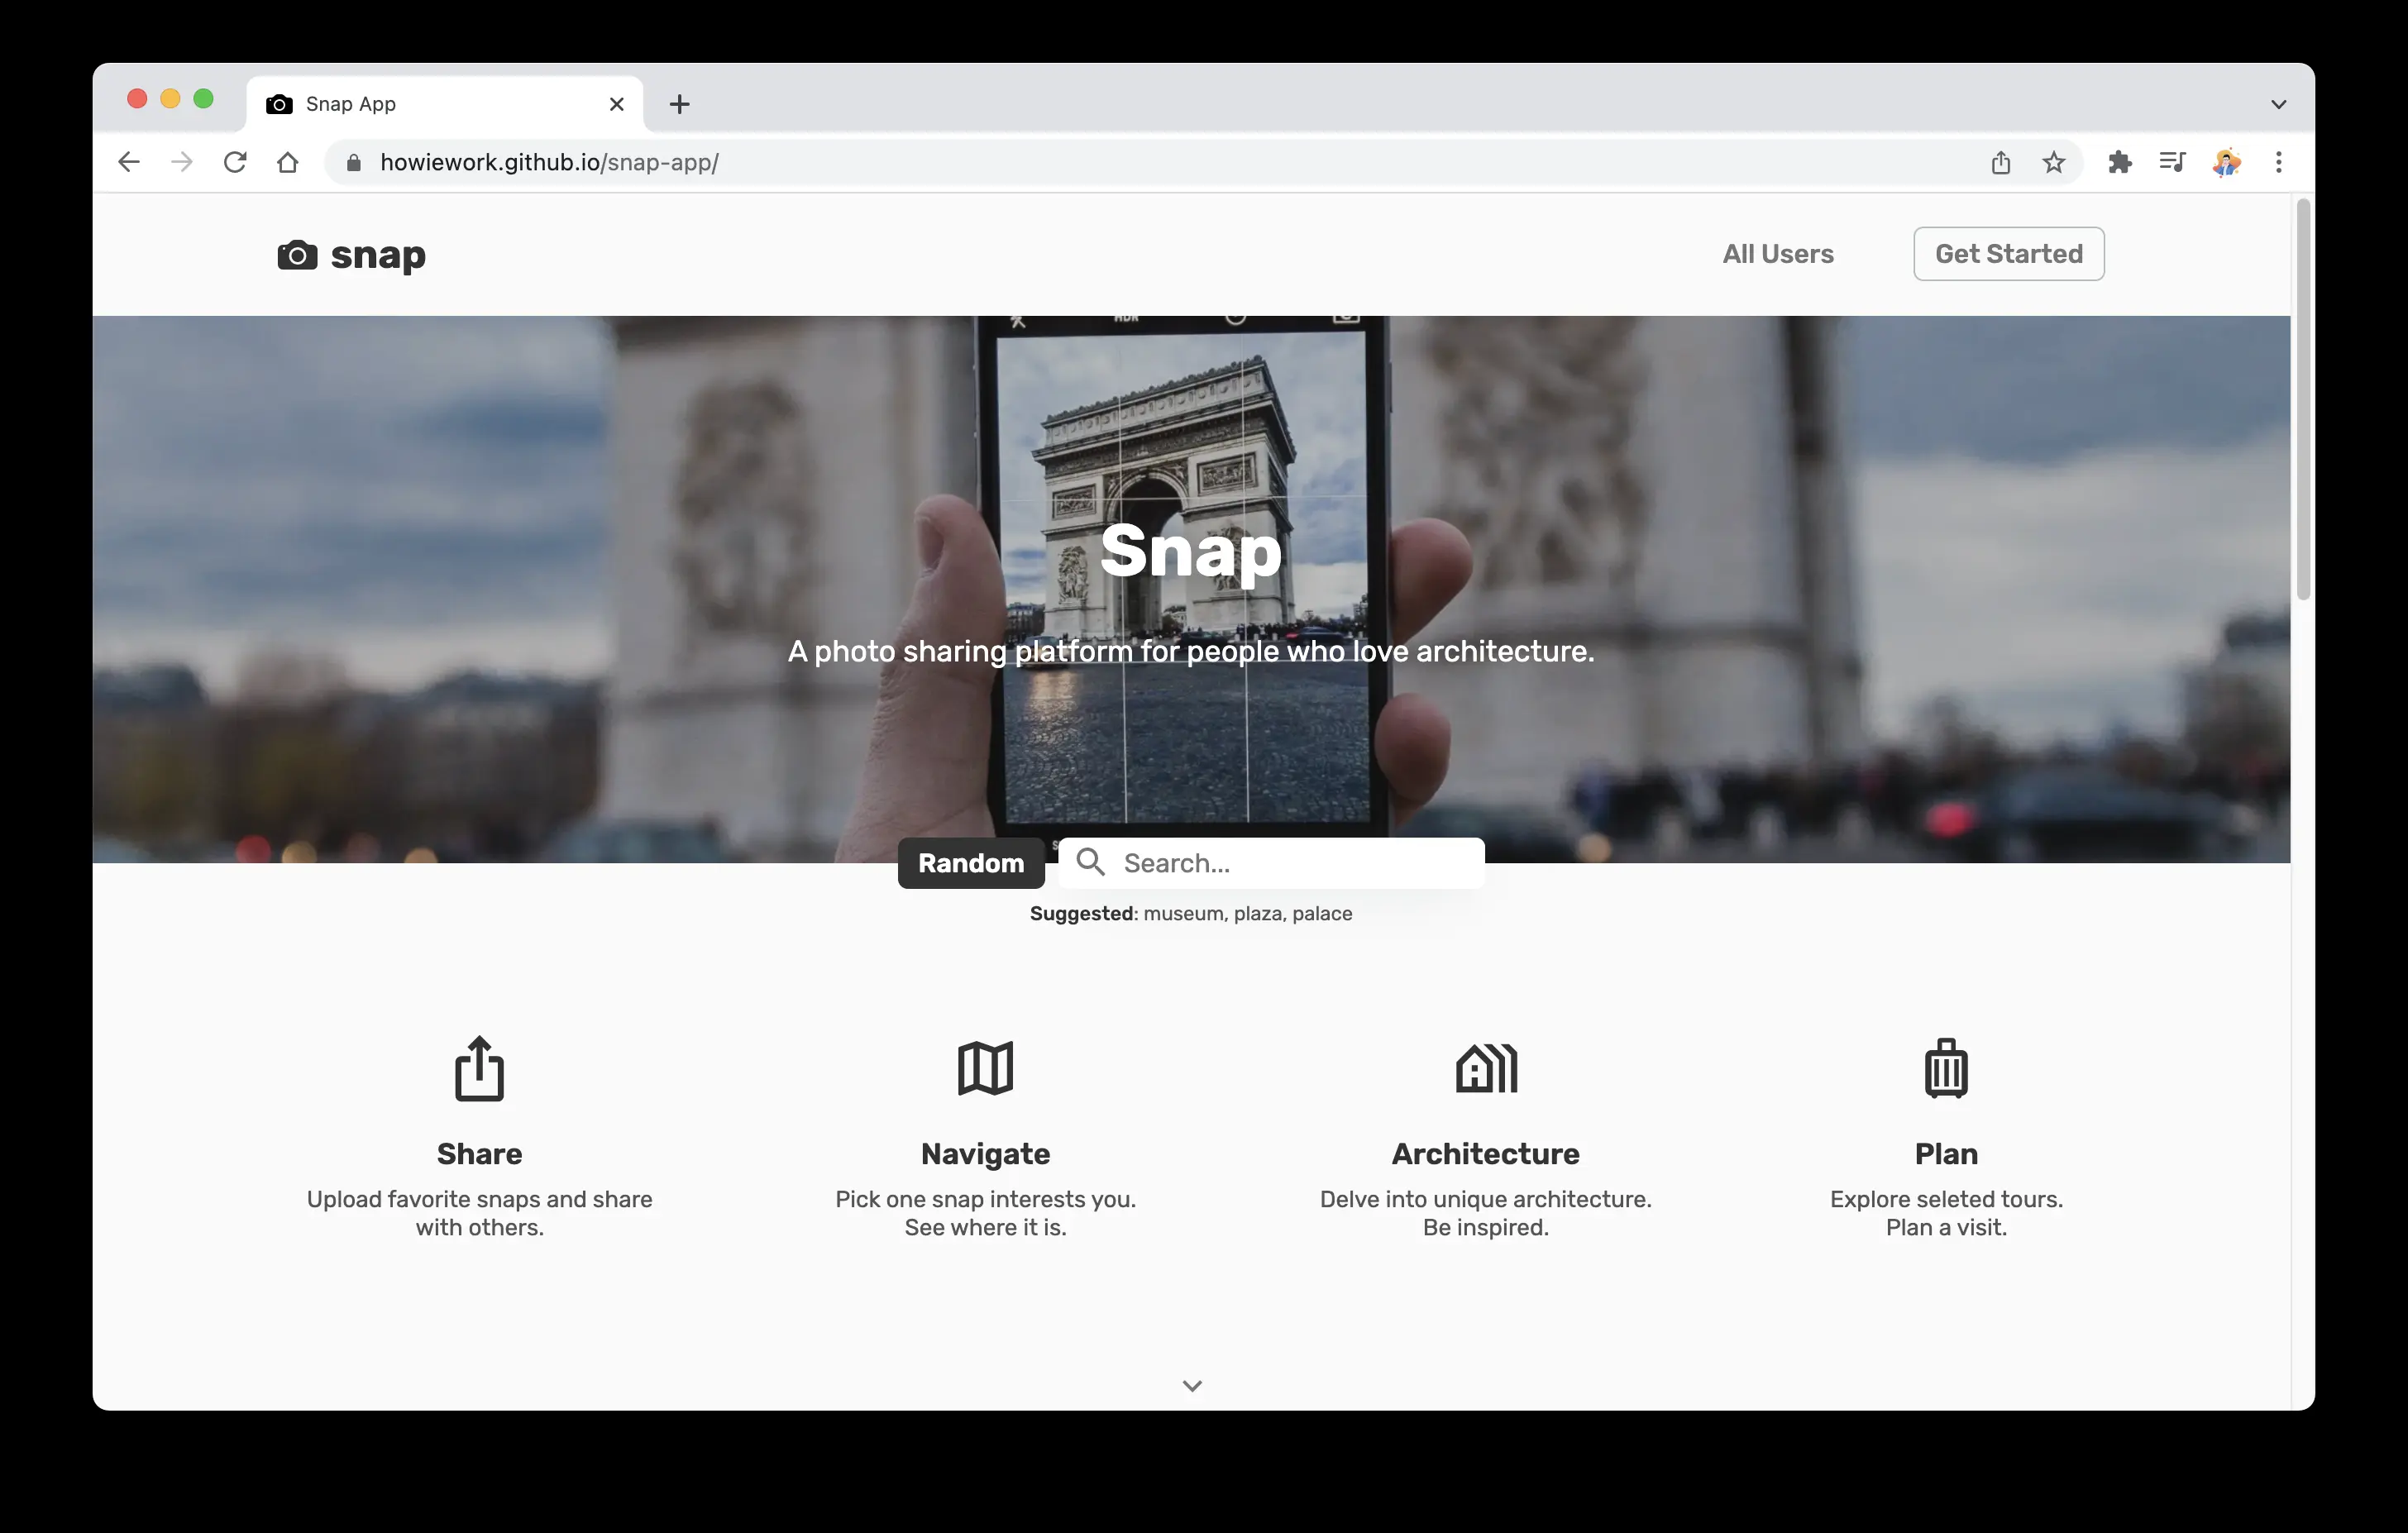 Snap App
howiework.github.io/snap-app/
snap
All Users
Get Started
HDR
Snap
A photo sharing platform for people who love architecture.
Random
Search...
Suggested: museum, plaza, palace
Share
Navigate
Architecture
Plan
Upload favorite snaps and share
with others.
Pick one snap interests you.
See where it is.
Delve into unique architecture.
Be inspired.
Explore seleted tours.
Plan a visit.